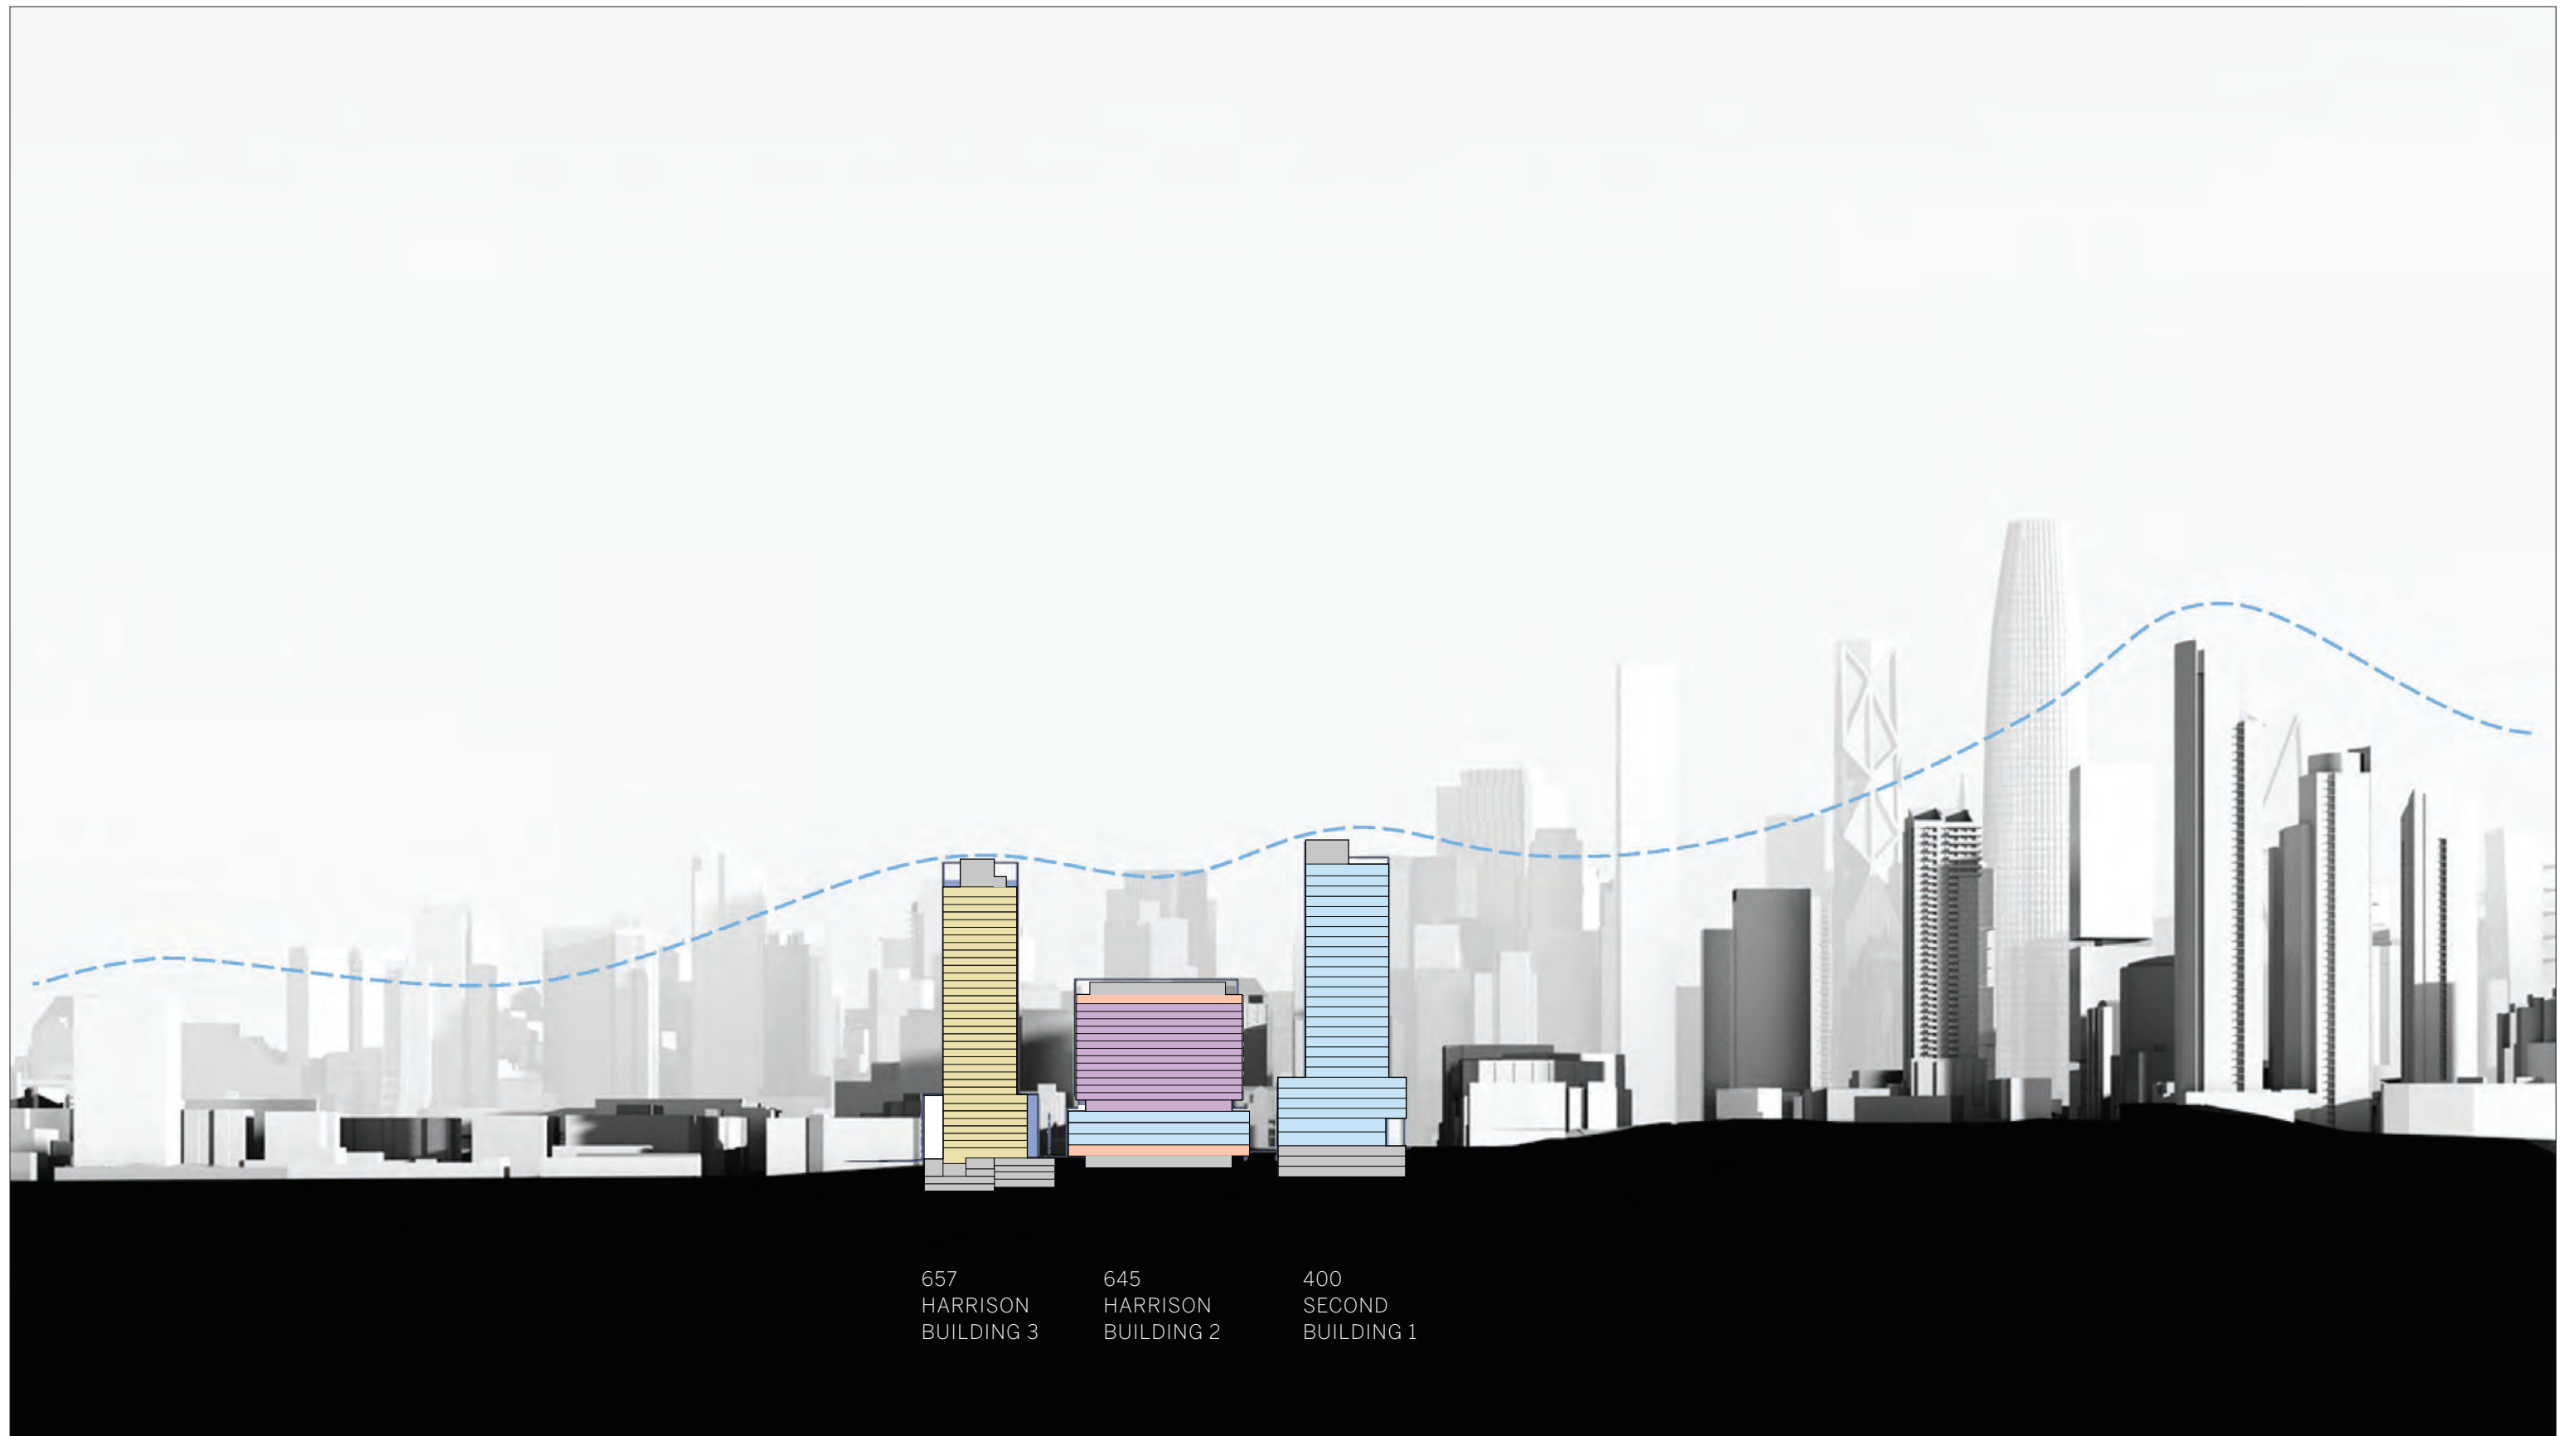 657
HARRISON
BUILDING 3
645
HARRISON
BUILDING 2
400
SECOND
BUILDING 1